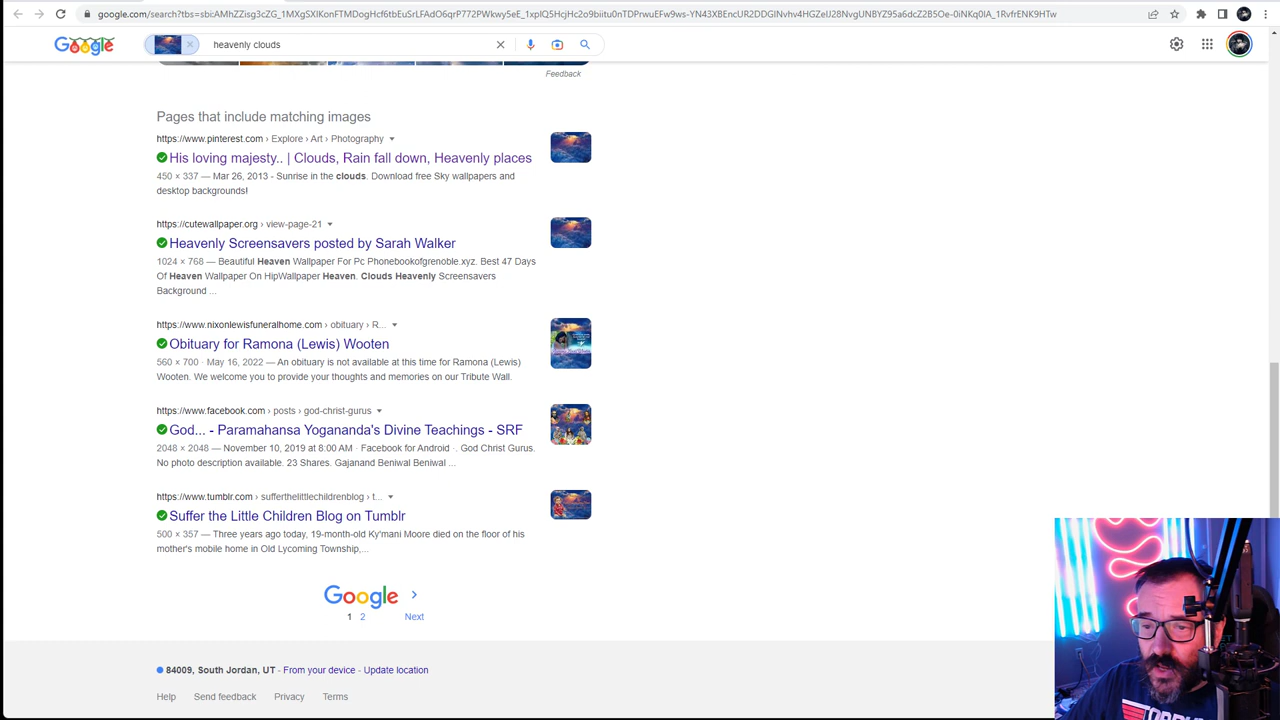 google.com/search?tbs=sbi:AMhZZisg3cZG_1MXgSXlKonFTMDogHcf6tbEuSrLFAdO6qrP772PWkwy5eE_1xplQ5HcjHc2o9biitu0nTDPrwuEFw9ws-YN43XBEncUR2DDGINvhv4HGZelJ28NvgUNBYZ95a6dcZ2B5Oe-0iNKq0IA_1RvfrENK9HTw
Google
heavenly clouds
Feedback
Pages that include matching images
https://www.pinterest.com › Explore › Art › Photography
His loving majesty.. | Clouds, Rain fall down, Heavenly places
450 × 337 — Mar 26, 2013 - Sunrise in the clouds. Download free Sky wallpapers and
desktop backgrounds!
https://cutewallpaper.org › view-page-21
Heavenly Screensavers posted by Sarah Walker
1024 × 768 — Beautiful Heaven Wallpaper For Pc Phonebookofgrenoble.xyz. Best 47 Days
Of Heaven Wallpaper On HipWallpaper Heaven. Clouds Heavenly Screensavers
Background ...
https://www.nixonlewisfuneralhome.com › obituary › R...
Obituary for Ramona (Lewis) Wooten
560 × 700 · May 16, 2022 — An obituary is not available at this time for Ramona (Lewis)
Wooten. We welcome you to provide your thoughts and memories on our Tribute Wall.
https://www.facebook.com › posts › god-christ-gurus
God... - Paramahansa Yogananda's Divine Teachings - SRF
2048 × 2048 — November 10, 2019 at 8:00 AM · Facebook for Android ·. God Christ Gurus.
No photo description available. 23 Shares. Gajanand Beniwal Beniwal ...
https://www.tumblr.com › sufferthelittlechildrenblog › t...
Suffer the Little Children Blog on Tumblr
500 × 357 — Three years ago today, 19-month-old Ky'mani Moore died on the floor of his
mother's mobile home in Old Lycoming Township,...
Google
1 2 Next
84009, South Jordan, UT - From your device - Update location
Help Send feedback Privacy Terms